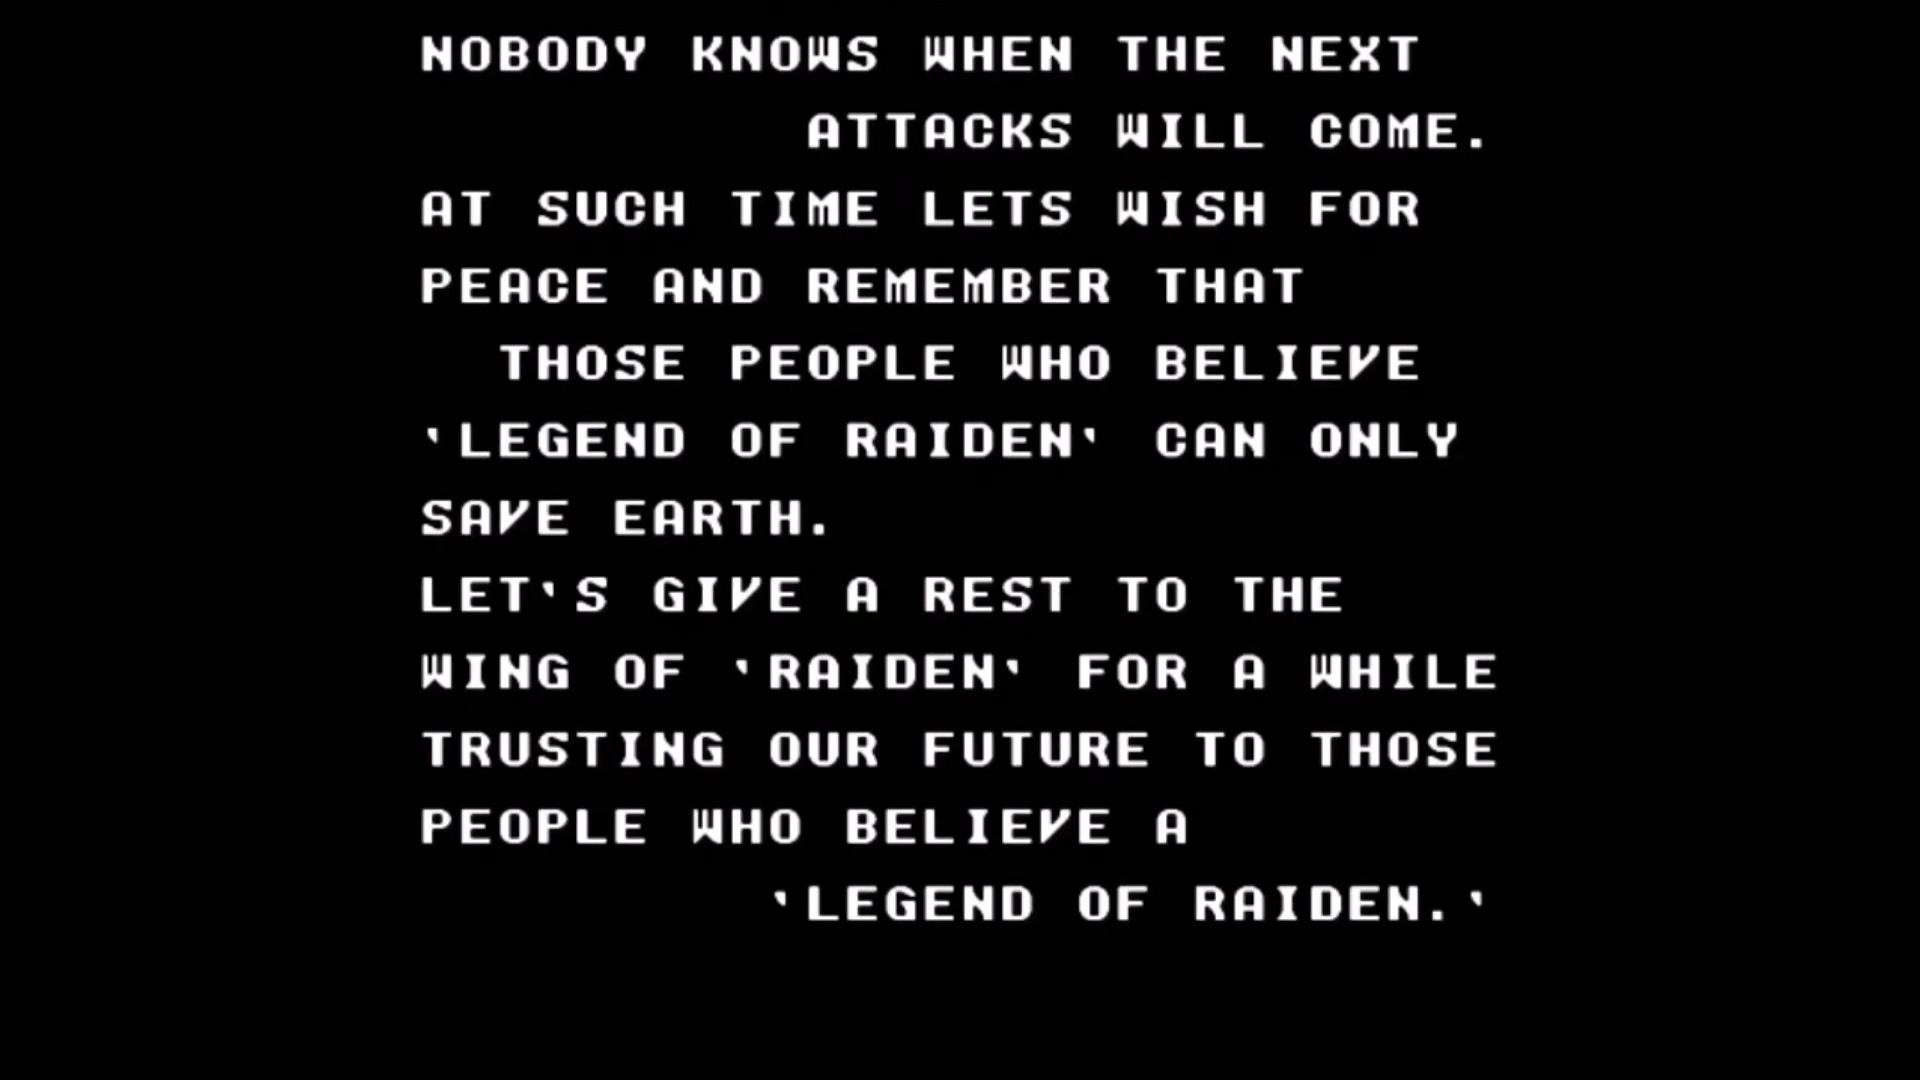 NOBODY KNOWS WHEN THE NEXT
ATTACKS WILL COME.
AT SUCH TIME LETS WISH FOR
PEACE AND REMEMBER THAT
THOSE PEOPLE WHO BELIEVE
'LEGEND OF RAIDEN' CAN ONLY
SAVE EARTH.
LET'S GIVE A REST TO THE
WING OF 'RAIDEN' FOR A WHILE
TRUSTING OUR FUTURE TO THOSE
PEOPLE WHO BELIEVE A
'LEGEND OF RAIDEN.'